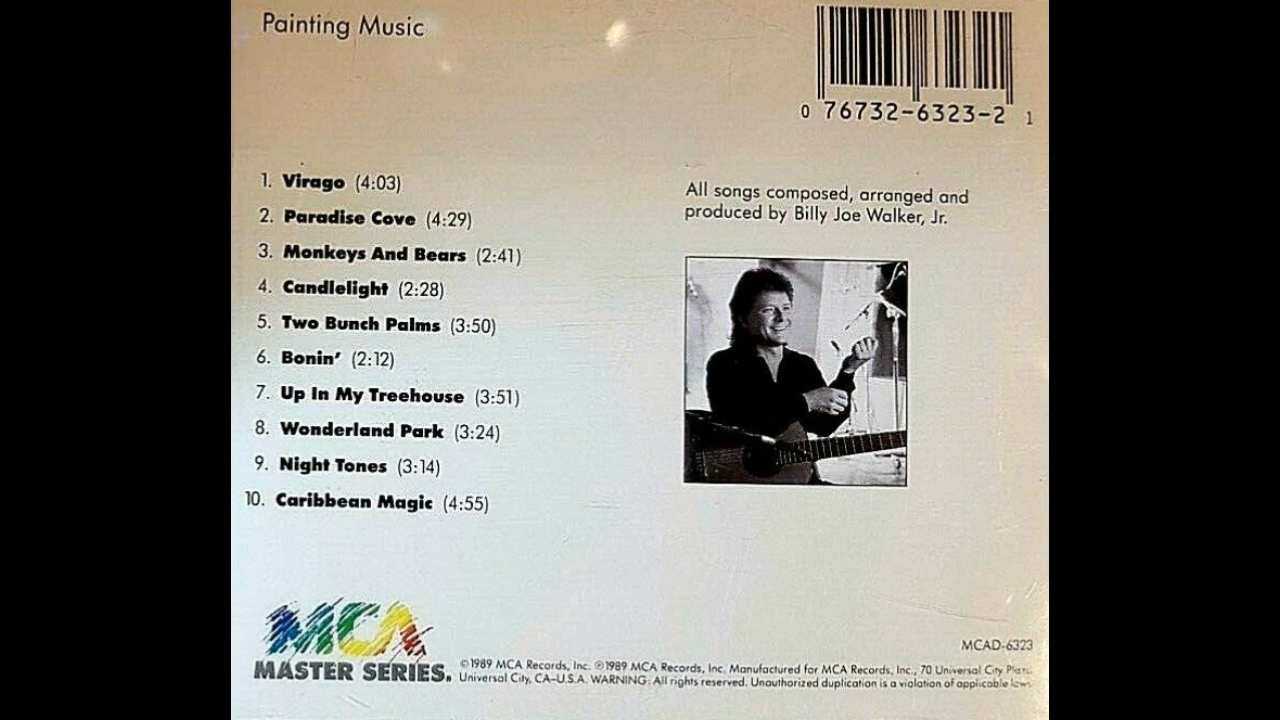 Painting Music
0 76732-6323-2 1
1. Virago (4:03)
2. Paradise Cove (4:29)
3. Monkeys And Bears (2:41)
4. Candlelight (2:28)
5. Two Bunch Palms (3:50)
6. Bonin' (2:12)
7. Up In My Treehouse (3:51)
8. Wonderland Park (3:24)
9. Night Tones (3:14)
10. Caribbean Magic (4:55)
All songs composed, arranged and
produced by Billy Joe Walker, Jr.
MCA
MASTER SERIES®
MCAD-6323
©1989 MCA Records, Inc. ℗1989 MCA Records, Inc. Manufactured for MCA Records, Inc., 70 Universal City Plaza,
Universal City, CA–U.S.A. WARNING: All rights reserved. Unauthorized duplication is a violation of applicable laws.